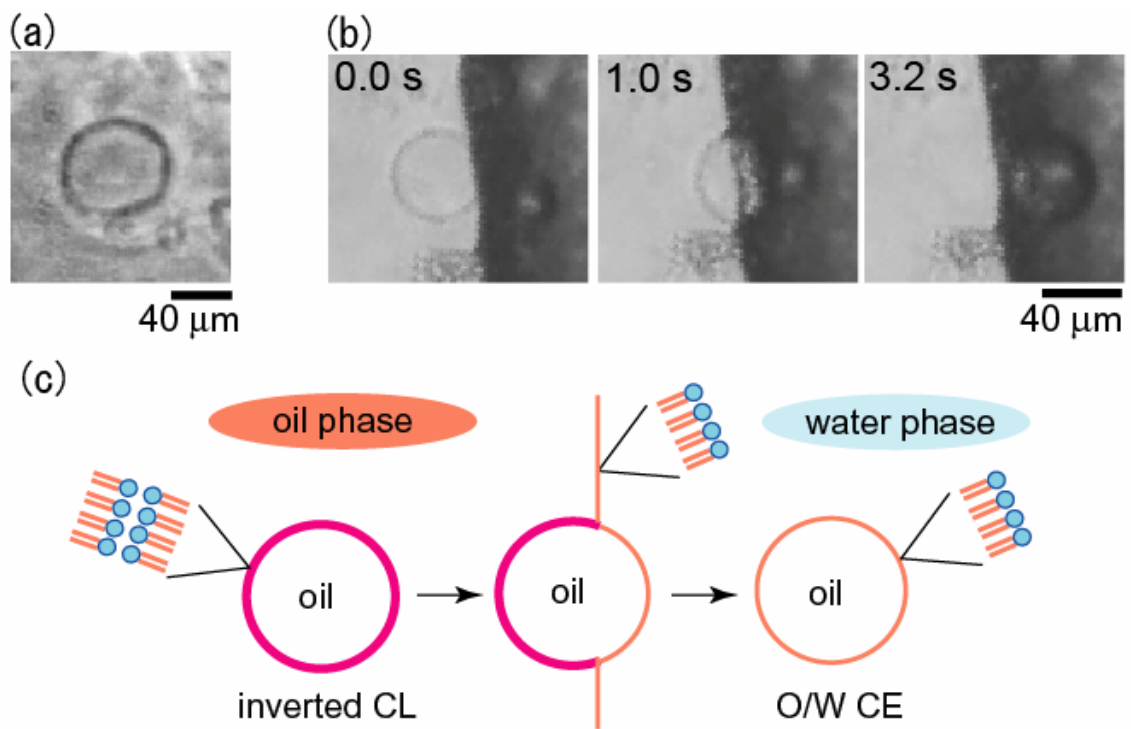 (a)
(b)
0.0 s
1.0 s
3.2 s
40 μm
40 μm
(c)
oil phase
water phase
oil
oil
oil
inverted CL
O/W CE